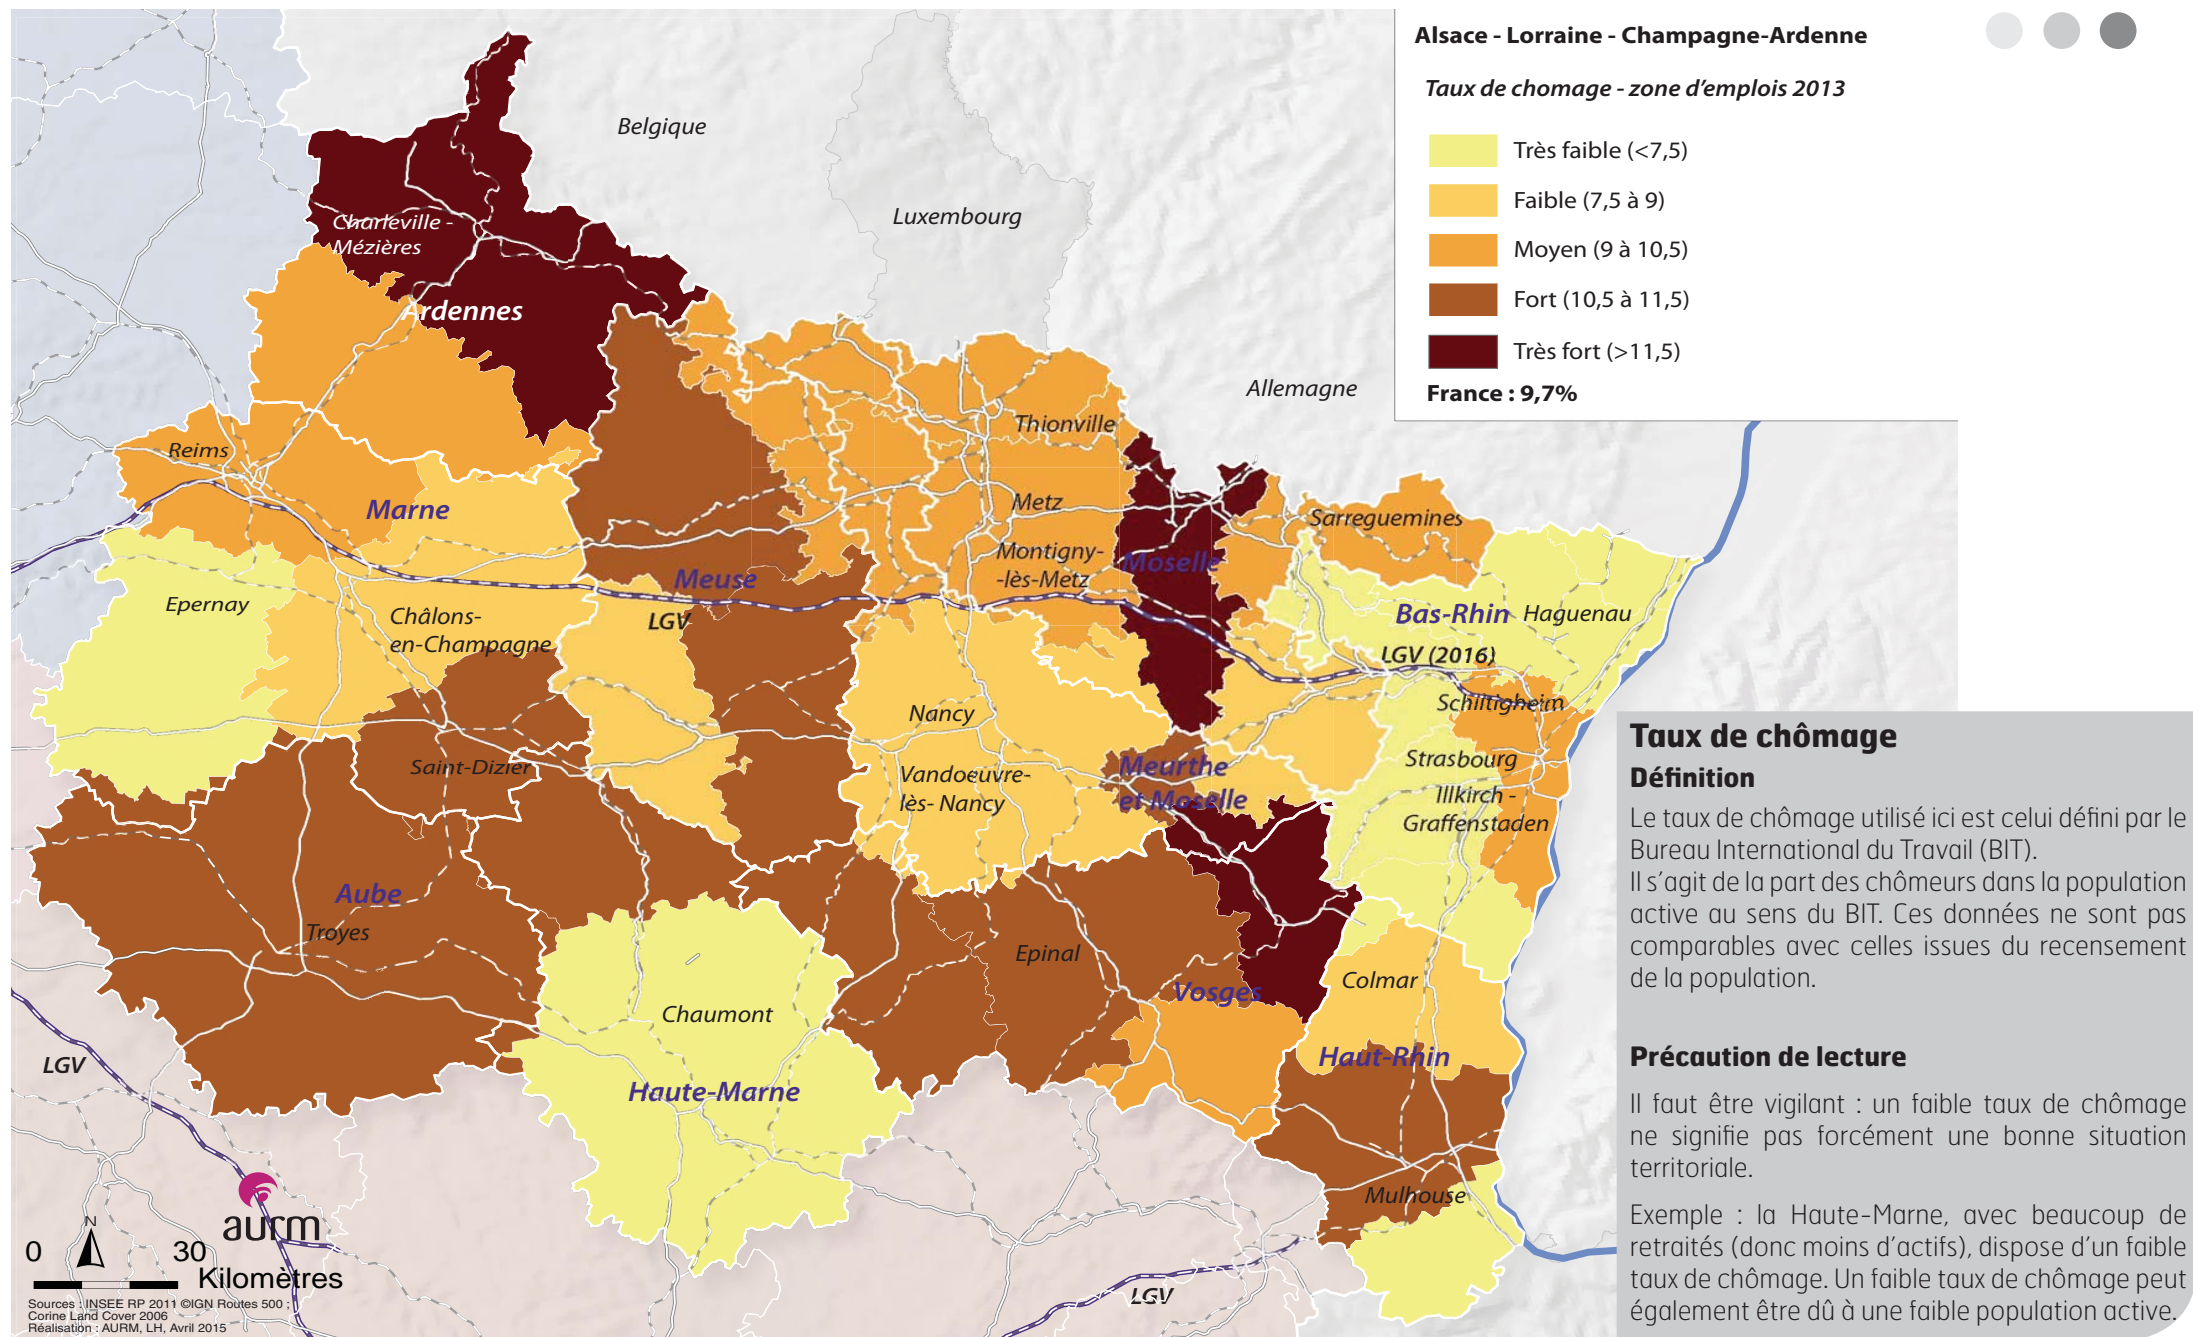 Alsace - Lorraine - Champagne-Ardenne
Taux de chomage - zone d'emplois 2013
Très faible (<7,5)
Faible (7,5 à 9)
Moyen (9 à 10,5)
Fort (10,5 à 11,5)
Très fort (>11,5)
France : 9,7%
Belgique
Luxembourg
Allemagne
Charleville -
Mézières
Ardennes
Thionville
Reims
Marne
Metz
Sarreguemines
Montigny-
-lès-Metz
Moselle
Meuse
LGV
Epernay
Châlons-
en-Champagne
Bas-Rhin
Haguenau
LGV (2016)
Schiltigheim
Nancy
Strasbourg
Saint-Dizier
Vandoeuvre-
lès- Nancy
Meurthe
et Moselle
Illkirch -
Graffenstaden
Aube
Troyes
Epinal
Colmar
Vosges
Chaumont
Haut-Rhin
LGV
Haute-Marne
Mulhouse
LGV
aurm
N
0 30
Kilomètres
Sources : INSEE RP 2011 ©IGN Routes 500 ;
Corine Land Cover 2006
Réalisation : AURM, LH, Avril 2015
Taux de chômage
Définition
Le taux de chômage utilisé ici est celui défini par le
Bureau International du Travail (BIT).
Il s'agit de la part des chômeurs dans la population
active au sens du BIT. Ces données ne sont pas
comparables avec celles issues du recensement
de la population.
Précaution de lecture
Il faut être vigilant : un faible taux de chômage
ne signifie pas forcément une bonne situation
territoriale.
Exemple : la Haute-Marne, avec beaucoup de
retraités (donc moins d'actifs), dispose d'un faible
taux de chômage. Un faible taux de chômage peut
également être dû à une faible population active.